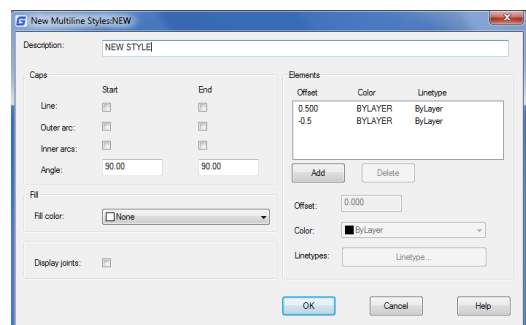 New Multiline Styles:NEW
Description: NEW STYLE
Caps
Start End
Line:
Outer arc:
Inner arcs:
Angle: 90.00 90.00
Fill
Fill color: None
Display joints:
Elements
Offset Color Linetype
0.500 BYLAYER ByLayer
-0.5 BYLAYER ByLayer
Add Delete
Offset: 0.000
Color: ByLayer
Linetypes: Linetype...
OK Cancel Help